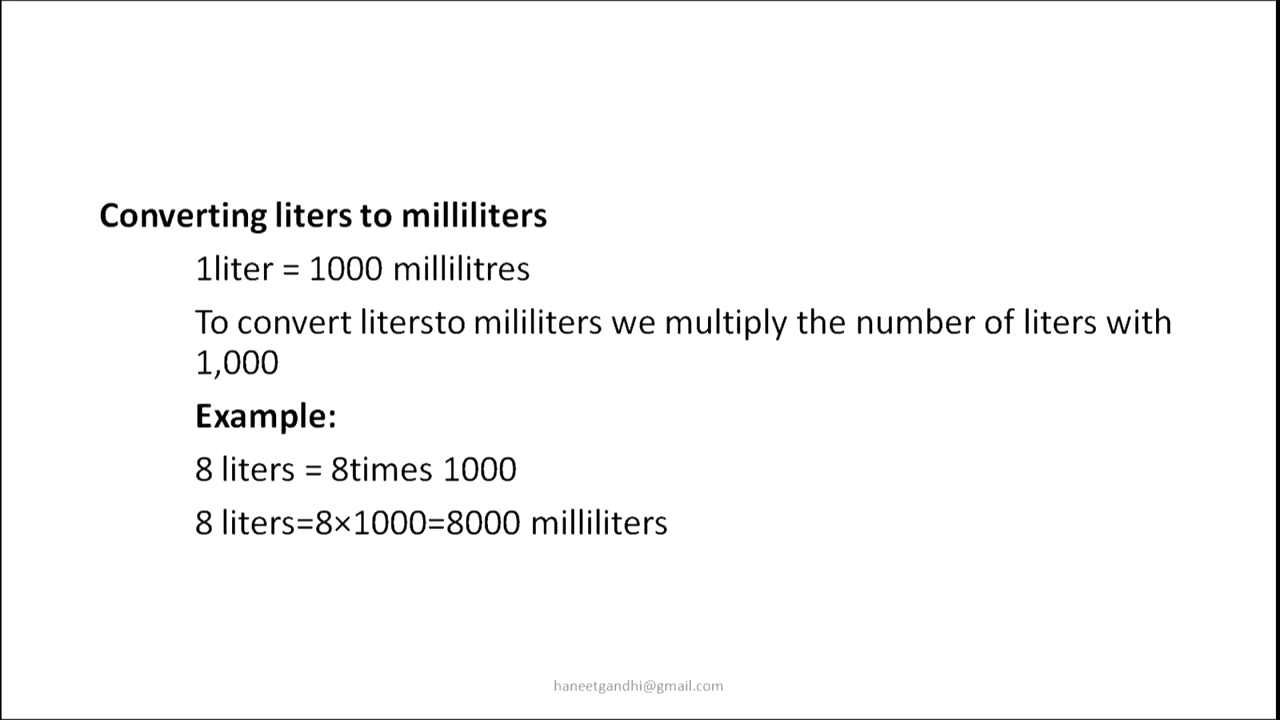 Converting liters to milliliters
1liter = 1000 millilitres
To convert litersto mililiters we multiply the number of liters with
1,000
Example:
8 liters = 8times 1000
8 liters=8×1000=8000 milliliters
haneetgandhi@gmail.com